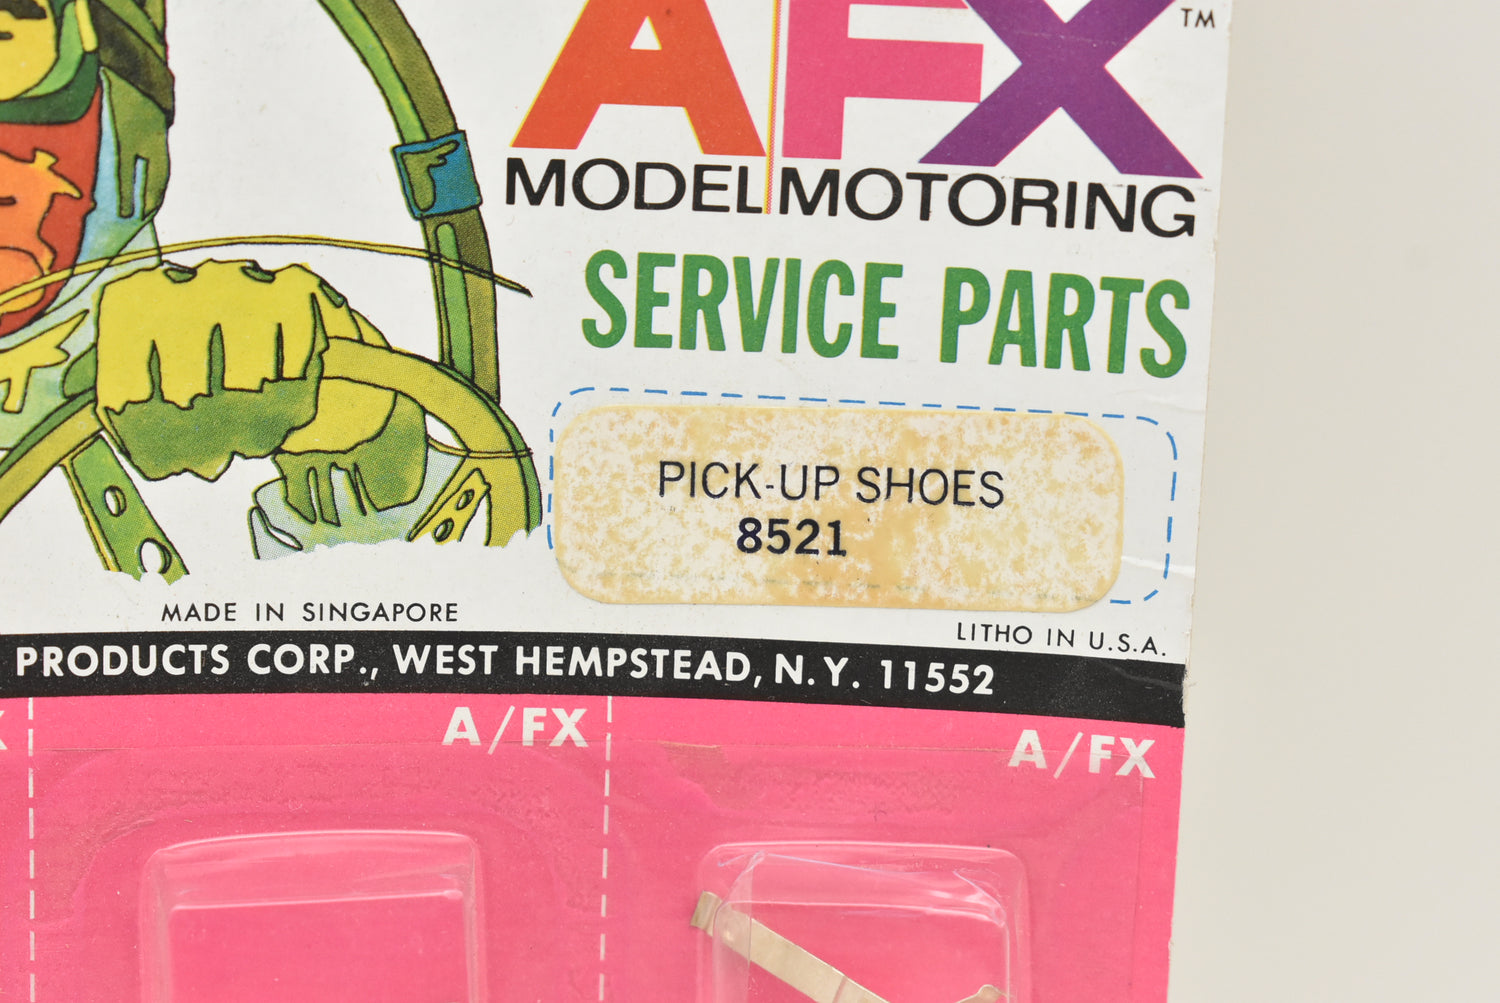 AFX™
MODEL MOTORING
SERVICE PARTS
PICK-UP SHOES
8521
MADE IN SINGAPORE
LITHO IN U.S.A.
PRODUCTS CORP., WEST HEMPSTEAD, N.Y. 11552
X
A/FX
A/FX